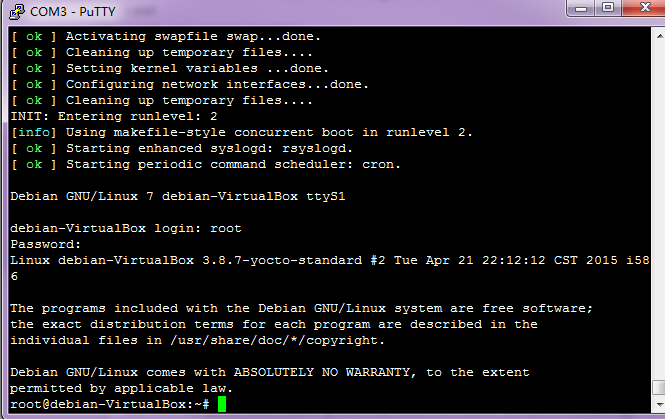 COM3 - PuTTY
[ ok ] Activating swapfile swap...done.
[ ok ] Cleaning up temporary files....
[ ok ] Setting kernel variables ...done.
[ ok ] Configuring network interfaces...done.
[ ok ] Cleaning up temporary files....
INIT: Entering runlevel: 2
[info] Using makefile-style concurrent boot in runlevel 2.
[ ok ] Starting enhanced syslogd: rsyslogd.
[ ok ] Starting periodic command scheduler: cron.
Debian GNU/Linux 7 debian-VirtualBox ttyS1
debian-VirtualBox login: root
Password:
Linux debian-VirtualBox 3.8.7-yocto-standard #2 Tue Apr 21 22:12:12 CST 2015 i58
6
The programs included with the Debian GNU/Linux system are free software;
the exact distribution terms for each program are described in the
individual files in /usr/share/doc/*/copyright.
Debian GNU/Linux comes with ABSOLUTELY NO WARRANTY, to the extent
permitted by applicable law.
root@debian-VirtualBox:~#